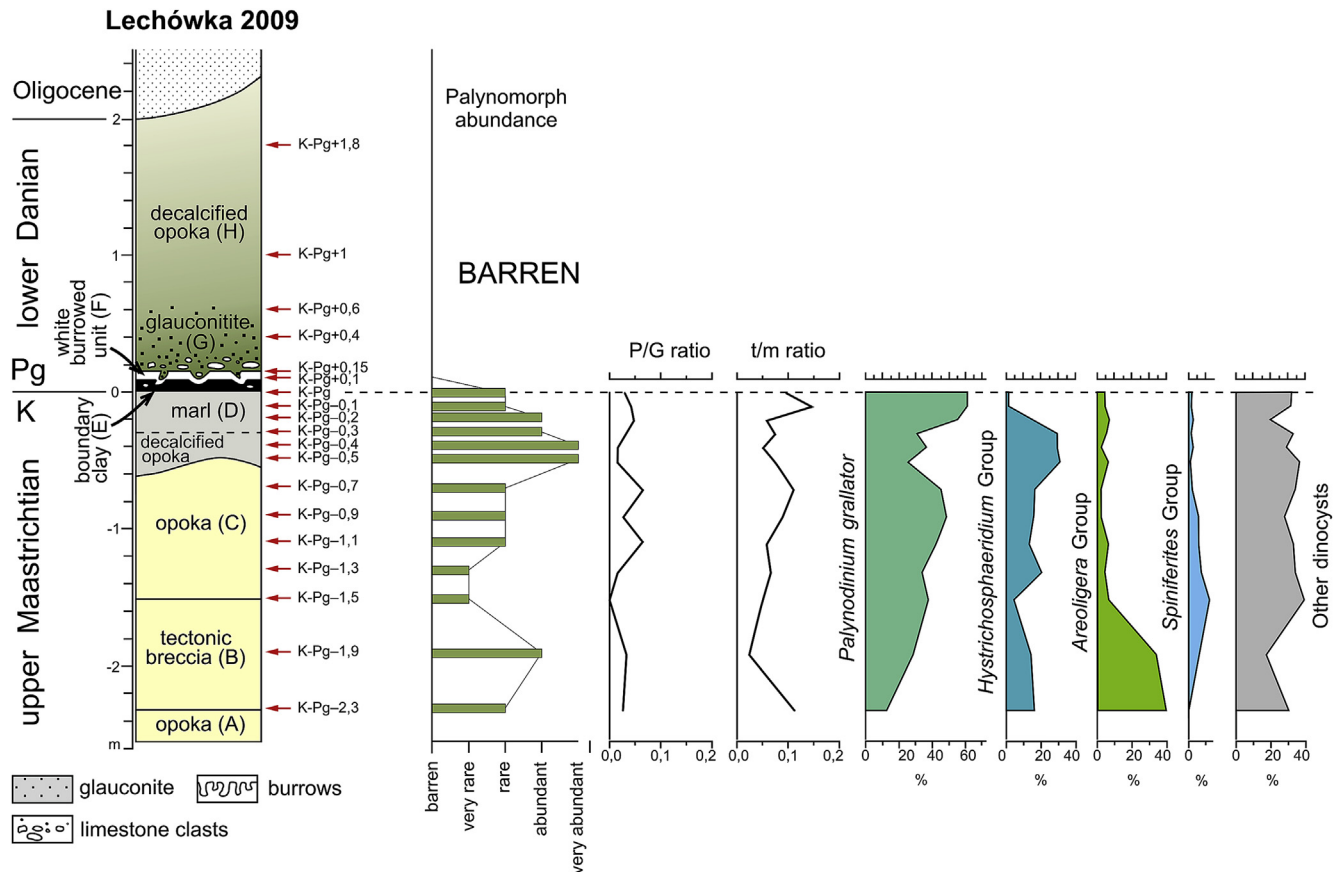 Lechówka 2009
Oligocene
lower Danian
Pg
K
upper Maastrichtian
2
1
0
-1
-2
m
white
burrowed
unit (F)
boundary
clay (E)
decalcified
opoka (H)
glauconitite
(G)
marl (D)
decalcified
opoka
opoka (C)
tectonic
breccia (B)
opoka (A)
K-Pg+1,8
K-Pg+1
K-Pg+0,6
K-Pg+0,4
K-Pg+0,15
K-Pg+0,1
K-Pg
K-Pg–0,1
K-Pg–0,2
K-Pg–0,3
K-Pg–0,4
K-Pg–0,5
K-Pg–0,7
K-Pg–0,9
K-Pg–1,1
K-Pg–1,3
K-Pg–1,5
K-Pg–1,9
K-Pg–2,3
Palynomorph
abundance
BARREN
barren
very rare
rare
abundant
very abundant
P/G ratio
0,0 0,1 0,2
t/m ratio
0,0 0,1 0,2
Palynodinium grallator
0 20 40 60
%
Hystrichosphaeridium Group
0 20 40
%
Areoligera Group
0 20 40
%
Spiniferites Group
0
%
Other dinocysts
0 20 40
%
glauconite
burrows
limestone clasts